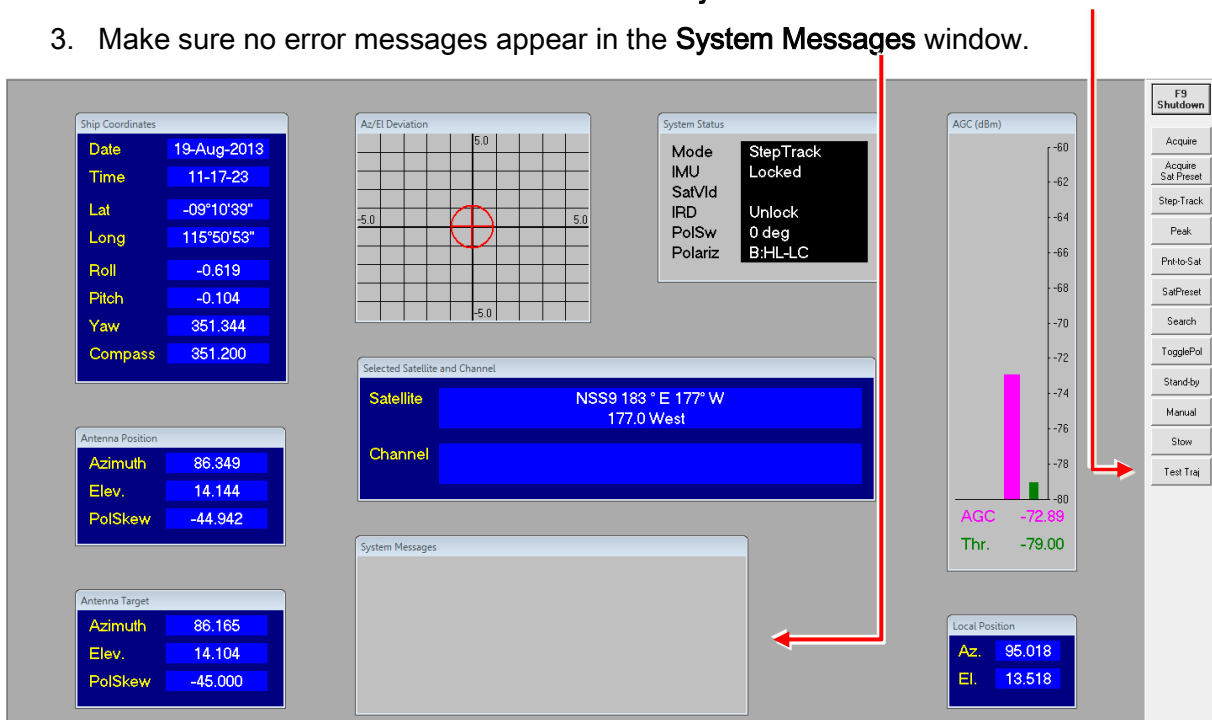 3. Make sure no error messages appear in the System Messages window.
Ship Coordinates
Date 19-Aug-2013
Time 11-17-23
Lat -09°10'39"
Long 115°50'53"
Roll -0.619
Pitch -0.104
Yaw 351.344
Compass 351.200
Antenna Position
Azimuth 86.349
Elev. 14.144
PolSkew -44.942
Antenna Target
Azimuth 86.165
Elev. 14.104
PolSkew -45.000
Az/El Deviation
5.0
-5.0 5.0
-5.0
System Status
Mode StepTrack
IMU Locked
SatVld
IRD Unlock
PolSw 0 deg
Polariz B:HL-LC
Selected Satellite and Channel
Satellite NSS9 183 ° E 177° W
177.0 West
Channel
System Messages
AGC (dBm)
-60
-62
-64
-66
-68
-70
-72
-74
-76
-78
-80
AGC -72.89
Thr. -79.00
Local Position
Az. 95.018
El. 13.518
F9
Shutdown
Acquire
Acquire
Sat Preset
Step-Track
Peak
Pnt-to-Sat
SatPreset
Search
TogglePol
Stand-by
Manual
Stow
Test Traj